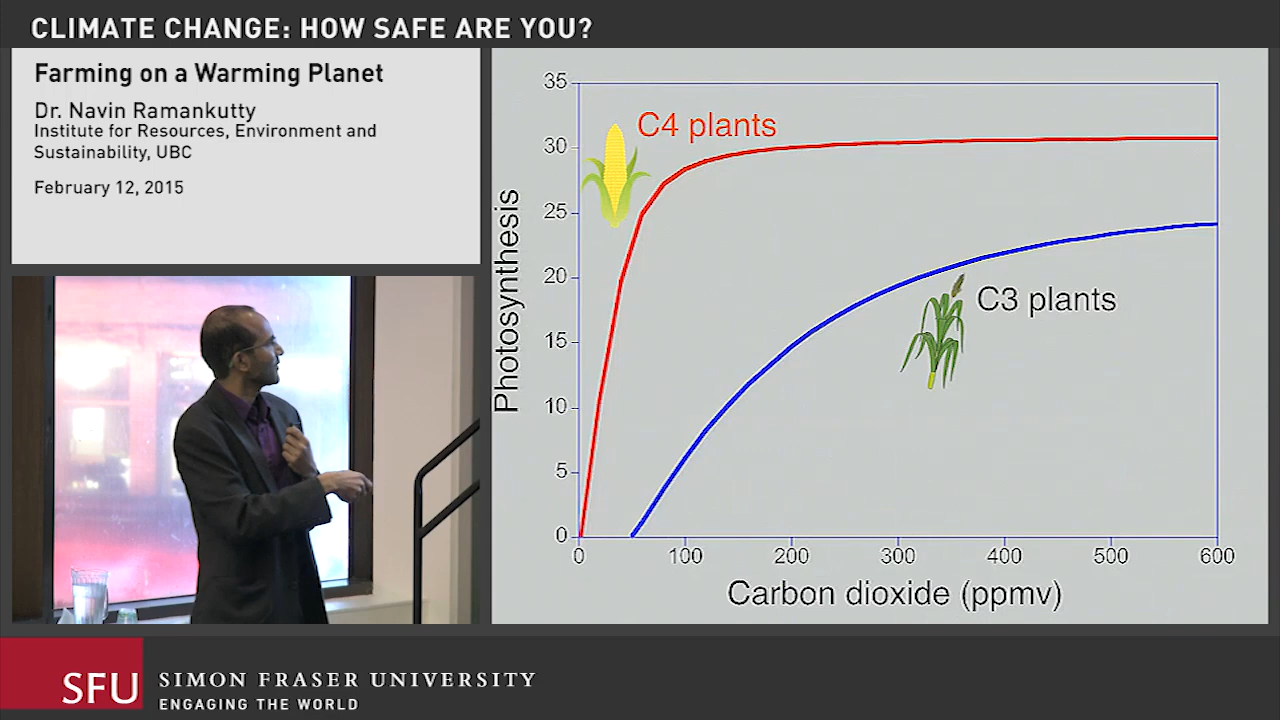 CLIMATE CHANGE: HOW SAFE ARE YOU?
Farming on a Warming Planet
Dr. Navin Ramankutty
Institute for Resources, Environment and
Sustainability, UBC
February 12, 2015
35
30
25
20
15
10
5
0
Photosynthesis
C4 plants
C3 plants
0 100 200 300 400 500 600
Carbon dioxide (ppmv)
SFU
SIMON FRASER UNIVERSITY
ENGAGING THE WORLD